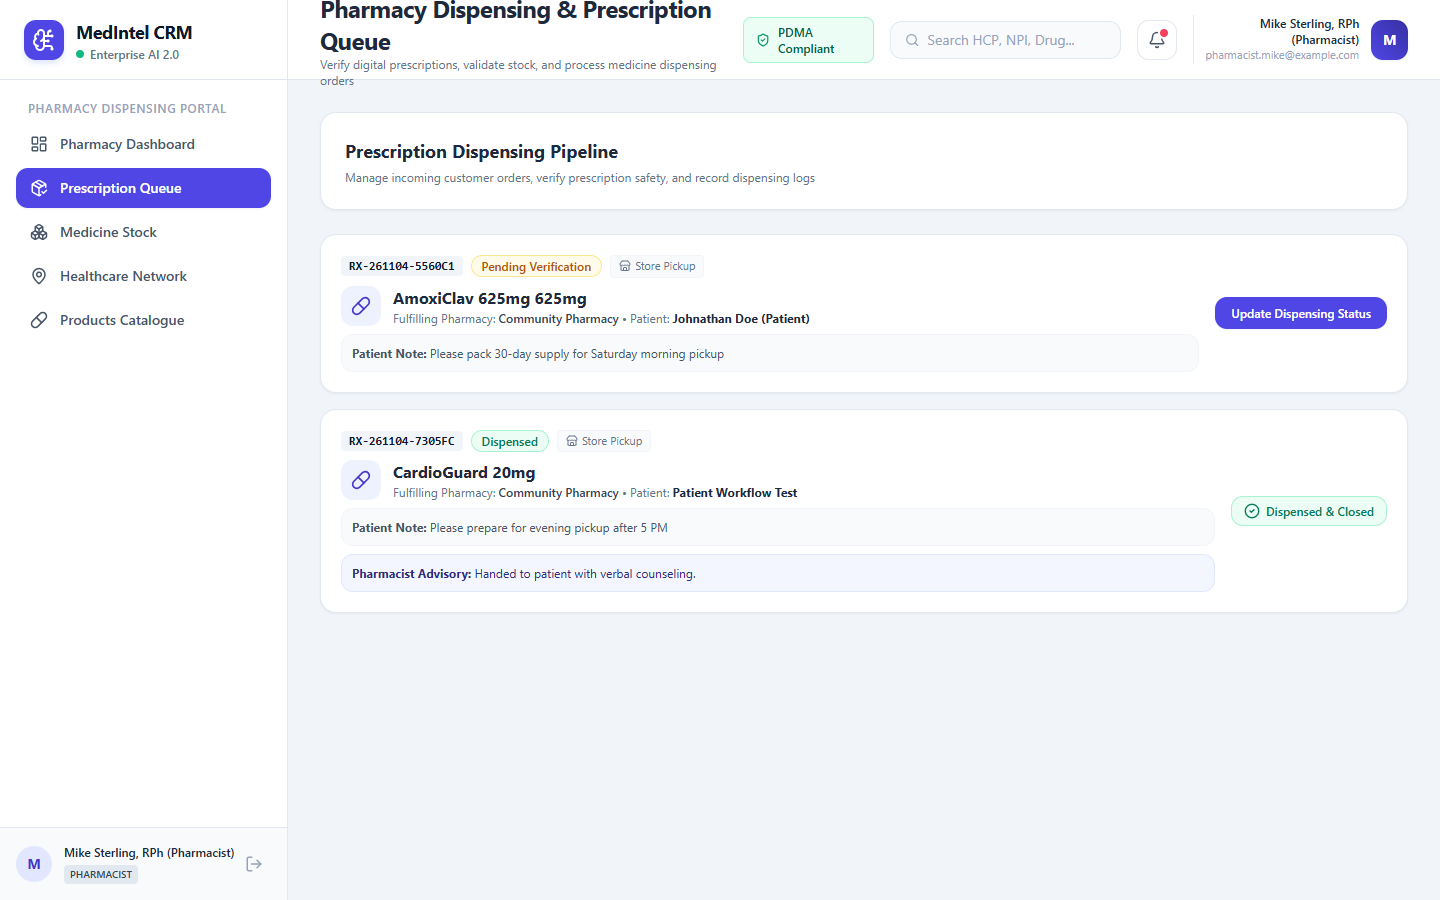 MedIntel CRM
Enterprise AI 2.0
PHARMACY DISPENSING PORTAL
Pharmacy Dashboard
Prescription Queue
Medicine Stock
Healthcare Network
Products Catalogue
M
Mike Sterling, RPh (Pharmacist)
PHARMACIST
Pharmacy Dispensing & Prescription
Queue
Verify digital prescriptions, validate stock, and process medicine dispensing
orders
PDMA
Compliant
Search HCP, NPI, Drug...
Mike Sterling, RPh
(Pharmacist)
pharmacist.mike@example.com
M
Prescription Dispensing Pipeline
Manage incoming customer orders, verify prescription safety, and record dispensing logs
RX-261104-5560C1 Pending Verification Store Pickup
AmoxiClav 625mg 625mg
Fulfilling Pharmacy: Community Pharmacy • Patient: Johnathan Doe (Patient)
Patient Note: Please pack 30-day supply for Saturday morning pickup
Update Dispensing Status
RX-261104-7305FC Dispensed Store Pickup
CardioGuard 20mg
Fulfilling Pharmacy: Community Pharmacy • Patient: Patient Workflow Test
Patient Note: Please prepare for evening pickup after 5 PM
Pharmacist Advisory: Handed to patient with verbal counseling.
Dispensed & Closed